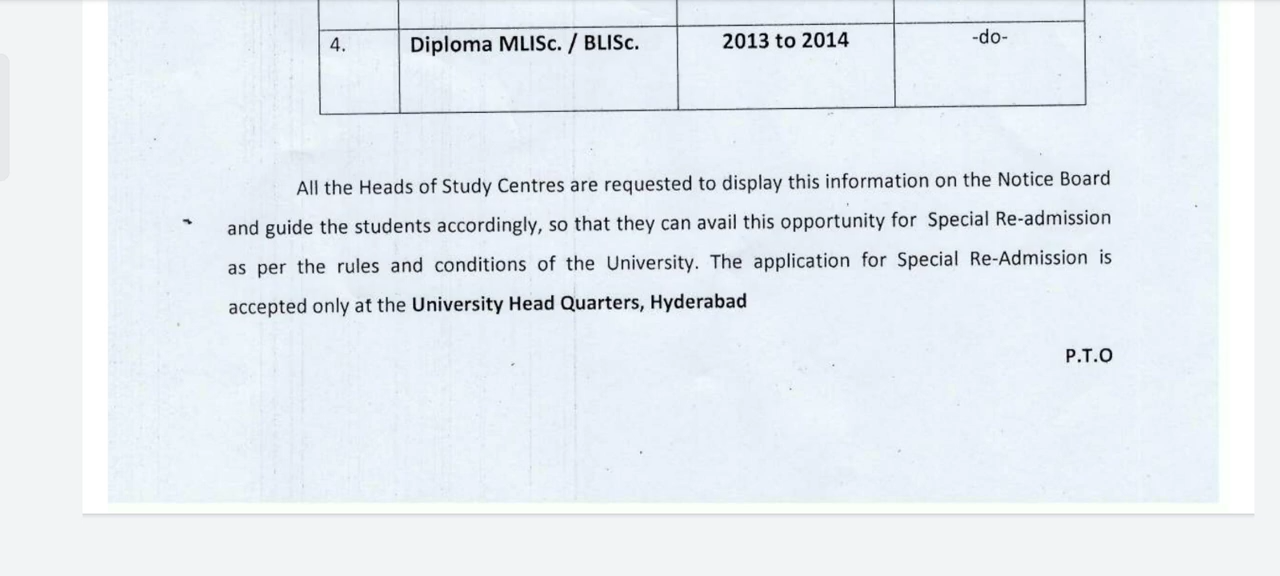 4. Diploma MLISc. / BLISc. 2013 to 2014 -do-
All the Heads of Study Centres are requested to display this information on the Notice Board
and guide the students accordingly, so that they can avail this opportunity for Special Re-admission
as per the rules and conditions of the University. The application for Special Re-Admission is
accepted only at the University Head Quarters, Hyderabad
P.T.O